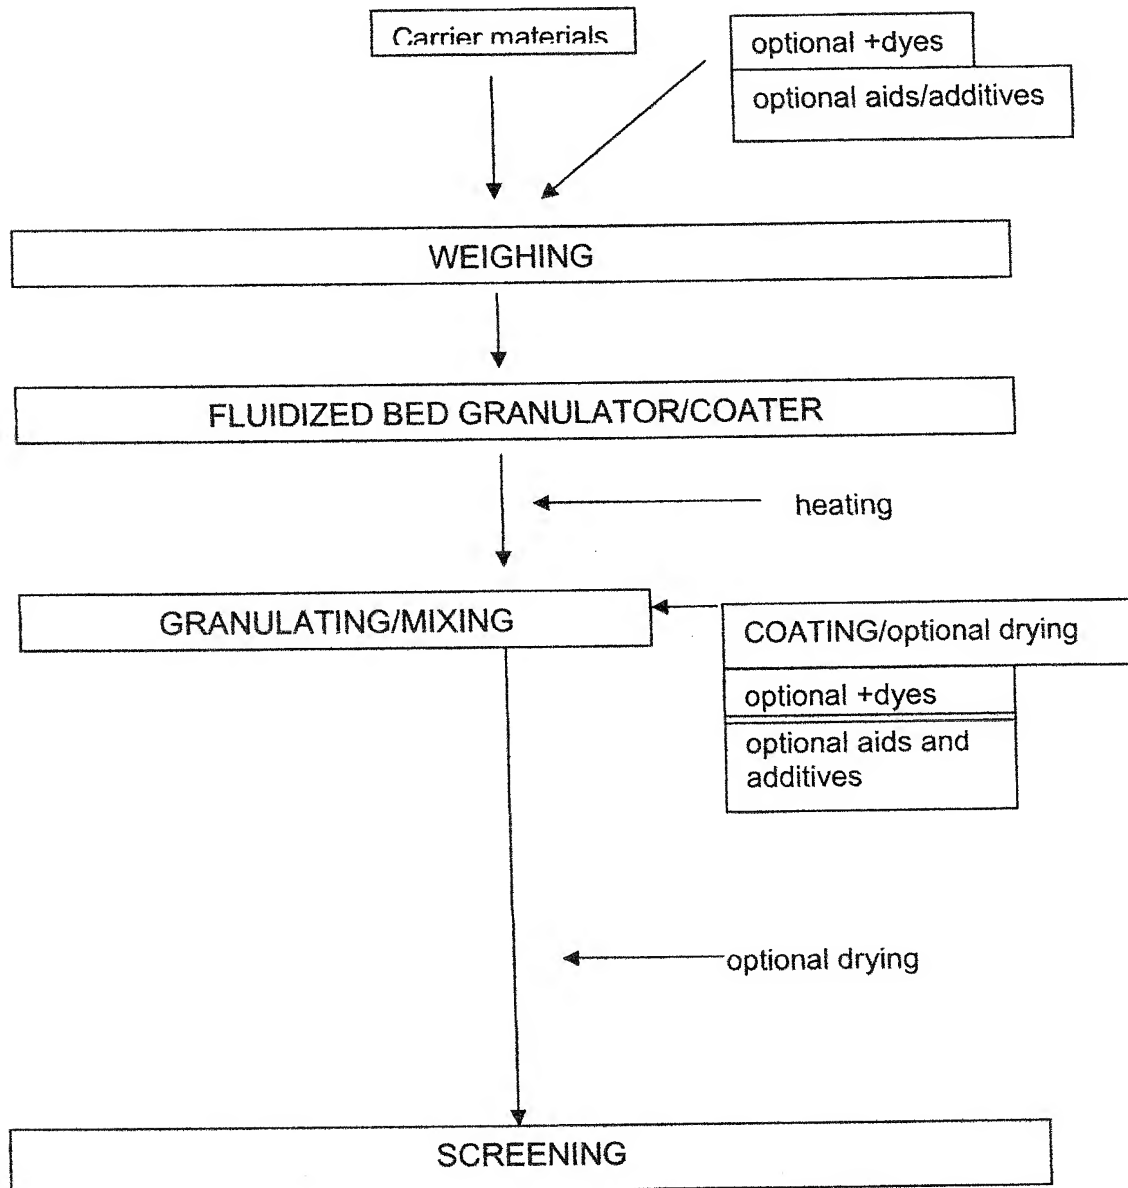 Carrier materials
optional +dyes
optional aids/additives
WEIGHING
FLUIDIZED BED GRANULATOR/COATER
heating
GRANULATING/MIXING
COATING/optional drying
optional +dyes
optional aids and
additives
optional drying
SCREENING